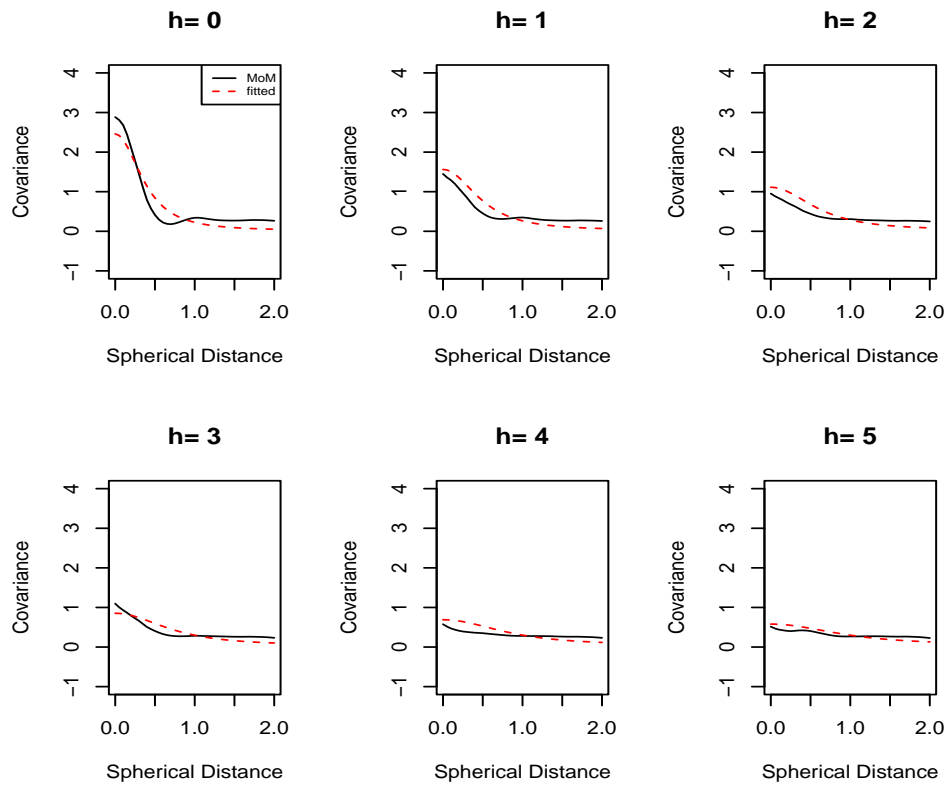 h= 0
4
3
2
1
0
−1
Covariance
MoM
fitted
0.0 1.0 2.0
Spherical Distance
h= 1
4
3
2
1
0
−1
Covariance
0.0 1.0 2.0
Spherical Distance
h= 2
4
3
2
1
0
−1
Covariance
0.0 1.0 2.0
Spherical Distance
h= 3
4
3
2
1
0
−1
Covariance
0.0 1.0 2.0
Spherical Distance
h= 4
4
3
2
1
0
−1
Covariance
0.0 1.0 2.0
Spherical Distance
h= 5
4
3
2
1
0
−1
Covariance
0.0 1.0 2.0
Spherical Distance